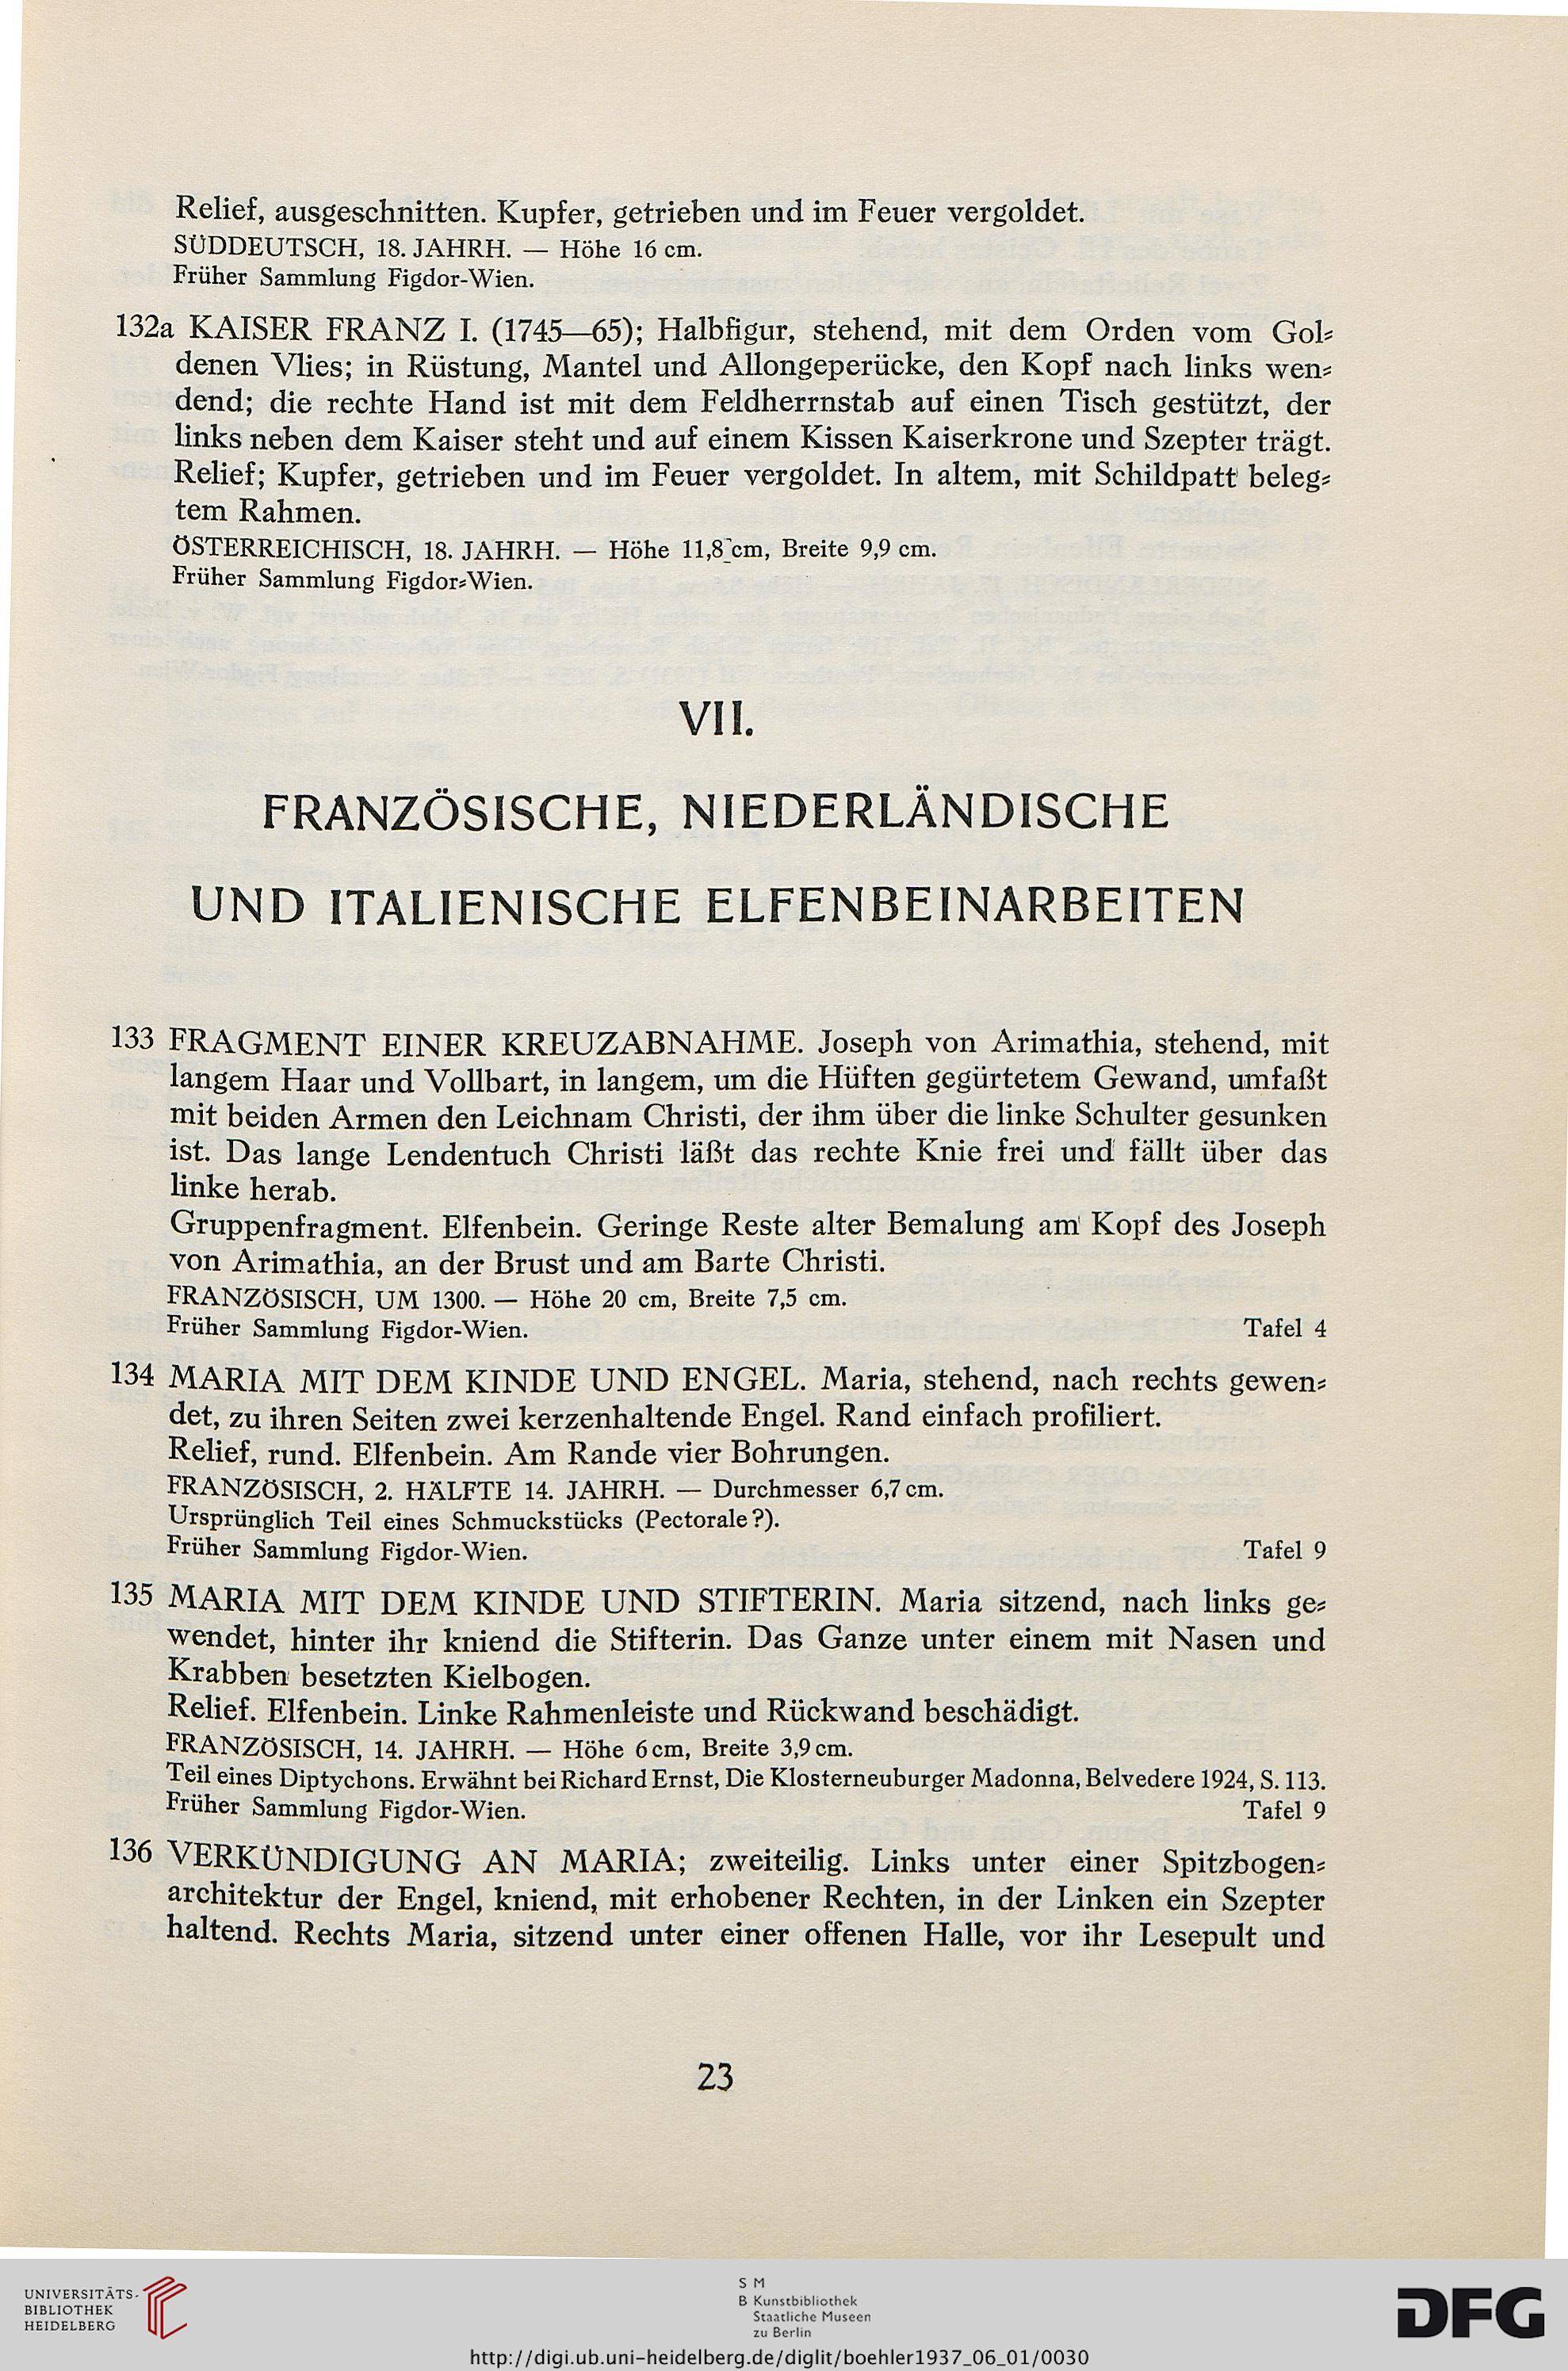 Relief, ausgeschnitten. Kupfer, getrieben und im Feuer vergoldet.
SÜDDEUTSCH, 18. JAHRH. — Höhe 16 cm.
Früher Sammlung Figdor-Wien.
132a KAISER FRANZ I. (1745—65); Halbfigur, stehend, mit dem Orden vom Gol-
denen Vlies; in Rüstung, Mantel und Allongeperücke, den Kopf nach links wen-
dend; die rechte Hand ist mit dem Feldherrnstab auf einen Tisch gestützt, der
links neben dem Kaiser steht und auf einem Kissen Kaiserkrone und Szepter trägt.
Relief; Kupfer, getrieben und im Feuer vergoldet. In altem, mit Schildpatt beleg-
tem Rahmen.
ÖSTERREICHISCH, 18. JAHRH. — Höhe 11,8 cm, Breite 9,9 cm.
Früher Sammlung Figdor-Wien.
VII.
FRANZÖSISCHE, NIEDERLÄNDISCHE
UND ITALIENISCHE ELFENBEINARBEITEN
133 FRAGMENT EINER KREUZABNAHME. Joseph von Arimathia, stehend, mit
langem Haar und Vollbart, in langem, um die Hüften gegürtetem Gewand, umfaßt
mit beiden Armen den Leichnam Christi, der ihm über die linke Schulter gesunken
ist. Das lange Lendentuch Christi läßt das rechte Knie frei und fällt über das
linke herab.
Gruppenfragment. Elfenbein. Geringe Reste alter Bemalung am Kopf des Joseph
von Arimathia, an der Brust und am Barte Christi.
FRANZÖSISCH, UM 1300. — Höhe 20 cm, Breite 7,5 cm.
Früher Sammlung Figdor-Wien. Tafel 4
134 MARIA MIT DEM KINDE UND ENGEL. Maria, stehend, nach rechts gewen-
det, zu ihren Seiten zwei kerzenhaltende Engel. Rand einfach profiliert.
Relief, rund. Elfenbein. Am Rande vier Bohrungen.
FRANZÖSISCH, 2. HÄLFTE 14. JAHRH. — Durchmesser 6,7 cm.
Ursprünglich Teil eines Schmuckstücks (Pectorale?).
Früher Sammlung Figdor-Wien. Tafel 9
135 MARIA MIT DEM KINDE UND STIFTERIN. Maria sitzend, nach links ge-
wendet, hinter ihr kniend die Stifterin. Das Ganze unter einem mit Nasen und
Krabben besetzten Kielbogen.
Relief. Elfenbein. Linke Rahmenleiste und Rückwand beschädigt.
FRANZÖSISCH, 14. JAHRH. — Höhe 6 cm, Breite 3,9 cm.
Teil eines Diptychons. Erwähnt bei Richard Ernst, Die Klosterneuburger Madonna, Belvedere 1924, S. 113.
Früher Sammlung Figdor-Wien. Tafel 9
136 VERKÜNDIGUNG AN MARIA; zweiteilig. Links unter einer Spitzbogen-
architektur der Engel, kniend, mit erhobener Rechten, in der Linken ein Szepter
haltend. Rechts Maria, sitzend unter einer offenen Halle, vor ihr Lesepult und
23
UNIVERSITÄTS-
BIBLIOTHEK
HEIDELBERG
S M
B Kunstbibliothek
Staatliche Museen
zu Berlin
DFG
http://digi.ub.uni-heidelberg.de/diglit/boehler1937_06_01/0030